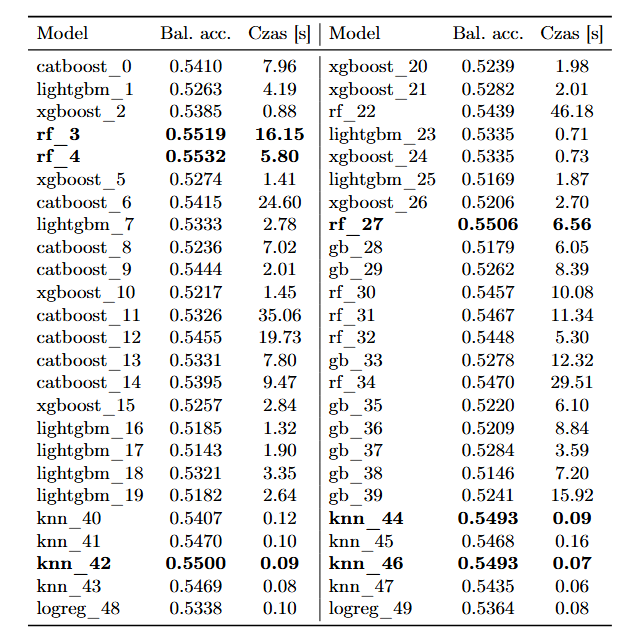 Model Bal. acc. Czas [s] Model Bal. acc. Czas [s]
catboost_0 0.5410 7.96 xgboost_20 0.5239 1.98
lightgbm_1 0.5263 4.19 xgboost_21 0.5282 2.01
xgboost_2 0.5385 0.88 rf_22 0.5439 46.18
rf_3 0.5519 16.15 lightgbm_23 0.5335 0.71
rf_4 0.5532 5.80 xgboost_24 0.5335 0.73
xgboost_5 0.5274 1.41 lightgbm_25 0.5169 1.87
catboost_6 0.5415 24.60 xgboost_26 0.5206 2.70
lightgbm_7 0.5333 2.78 rf_27 0.5506 6.56
catboost_8 0.5236 7.02 gb_28 0.5179 6.05
catboost_9 0.5444 2.01 gb_29 0.5262 8.39
xgboost_10 0.5217 1.45 rf_30 0.5457 10.08
catboost_11 0.5326 35.06 rf_31 0.5467 11.34
catboost_12 0.5455 19.73 rf_32 0.5448 5.30
catboost_13 0.5331 7.80 gb_33 0.5278 12.32
catboost_14 0.5395 9.47 rf_34 0.5470 29.51
xgboost_15 0.5257 2.84 gb_35 0.5220 6.10
lightgbm_16 0.5185 1.32 gb_36 0.5209 8.84
lightgbm_17 0.5143 1.90 gb_37 0.5284 3.59
lightgbm_18 0.5321 3.35 gb_38 0.5146 7.20
lightgbm_19 0.5182 2.64 gb_39 0.5241 15.92
knn_40 0.5407 0.12 knn_44 0.5493 0.09
knn_41 0.5470 0.10 knn_45 0.5468 0.16
knn_42 0.5500 0.09 knn_46 0.5493 0.07
knn_43 0.5469 0.08 knn_47 0.5435 0.06
logreg_48 0.5338 0.10 logreg_49 0.5364 0.08